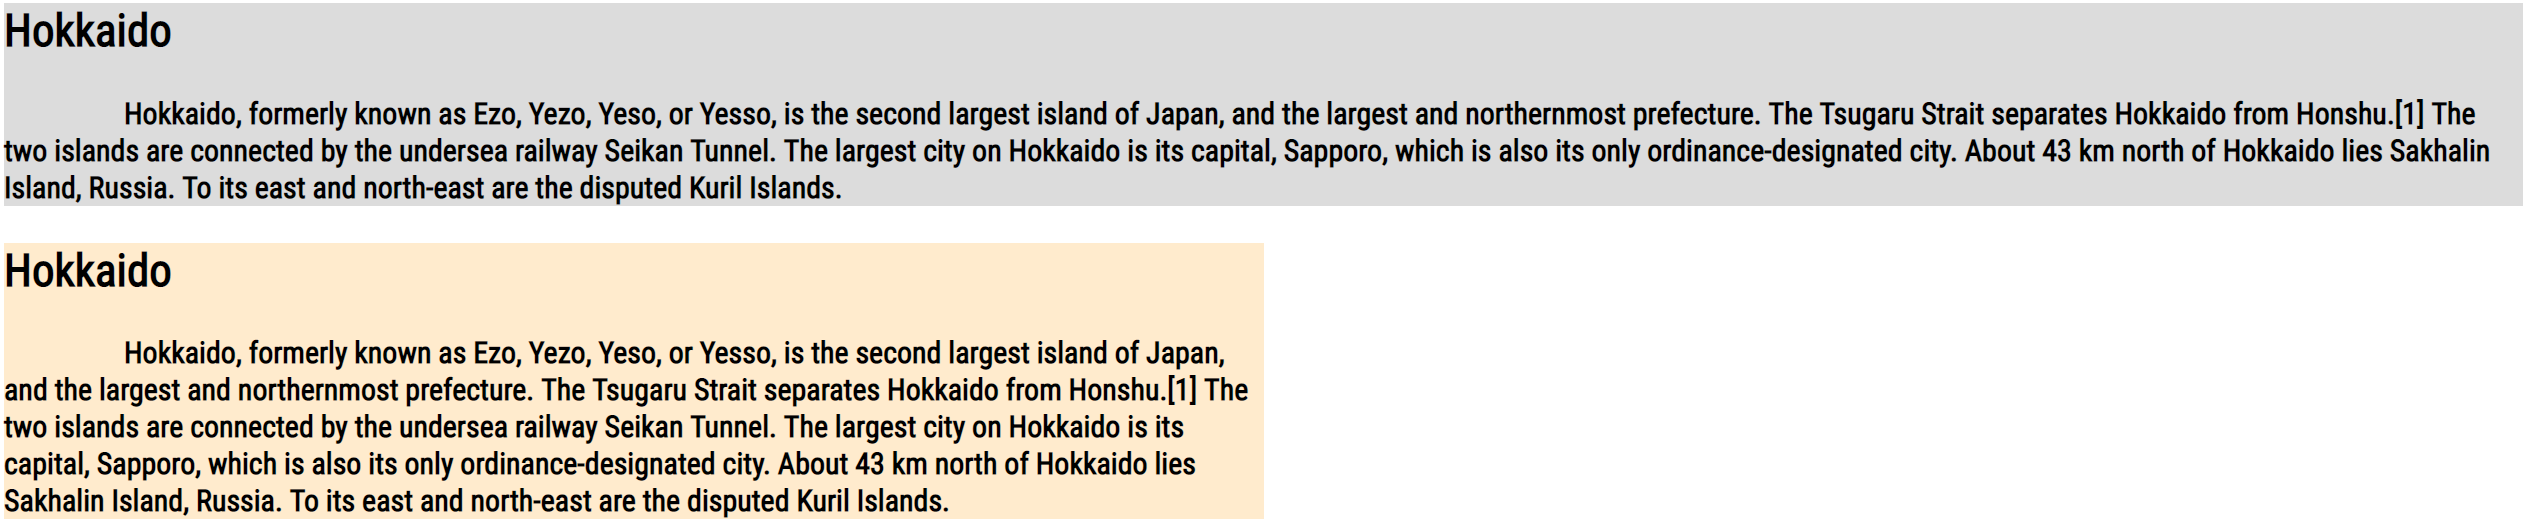 Hokkaido
Hokkaido, formerly known as Ezo, Yezo, Yeso, or Yesso, is the second largest island of Japan, and the largest and northernmost prefecture. The Tsugaru Strait separates Hokkaido from Honshu.[1] The
two islands are connected by the undersea railway Seikan Tunnel. The largest city on Hokkaido is its capital, Sapporo, which is also its only ordinance-designated city. About 43 km north of Hokkaido lies Sakhalin
Island, Russia. To its east and north-east are the disputed Kuril Islands.
Hokkaido
Hokkaido, formerly known as Ezo, Yezo, Yeso, or Yesso, is the second largest island of Japan,
and the largest and northernmost prefecture. The Tsugaru Strait separates Hokkaido from Honshu.[1] The
two islands are connected by the undersea railway Seikan Tunnel. The largest city on Hokkaido is its
capital, Sapporo, which is also its only ordinance-designated city. About 43 km north of Hokkaido lies
Sakhalin Island, Russia. To its east and north-east are the disputed Kuril Islands.